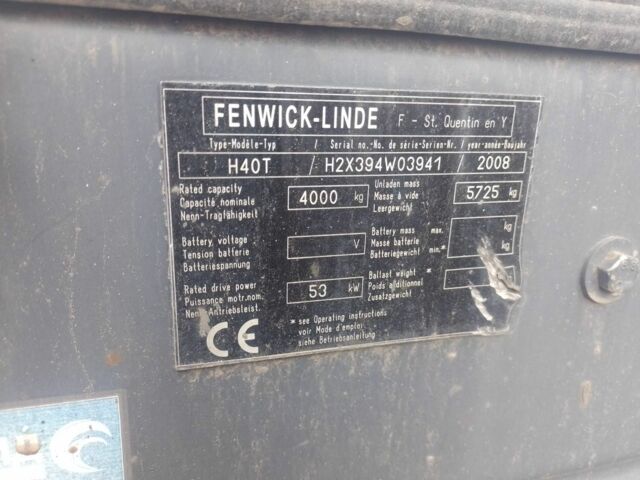 FENWICK-LINDE F - St. Quentin en Y
Type-Modèle-Typ / Serial no.-No. de série-Serien-Nr. / year-année-Baujahr
H40T / H2X394W03941 / 2008
Rated capacity
Capacité nominale
Nenn-Tragfähigkeit
4000 kg
Unladen mass
Masse à vide
Leergewicht
5725 kg
Battery voltage
Tension batterie
Batteriespannung
V
Battery mass max.
Masse batterie
Batteriegewicht min.*
kg
kg
Rated drive power
Puissance motr.nom.
Nenn-Antriebsleist.
53 kW
Ballast weight *
Poids additionnel
Zusatzgewicht
* see Operating instructions
voir Mode d'emploi
siehe Betriebsanleitung
CE